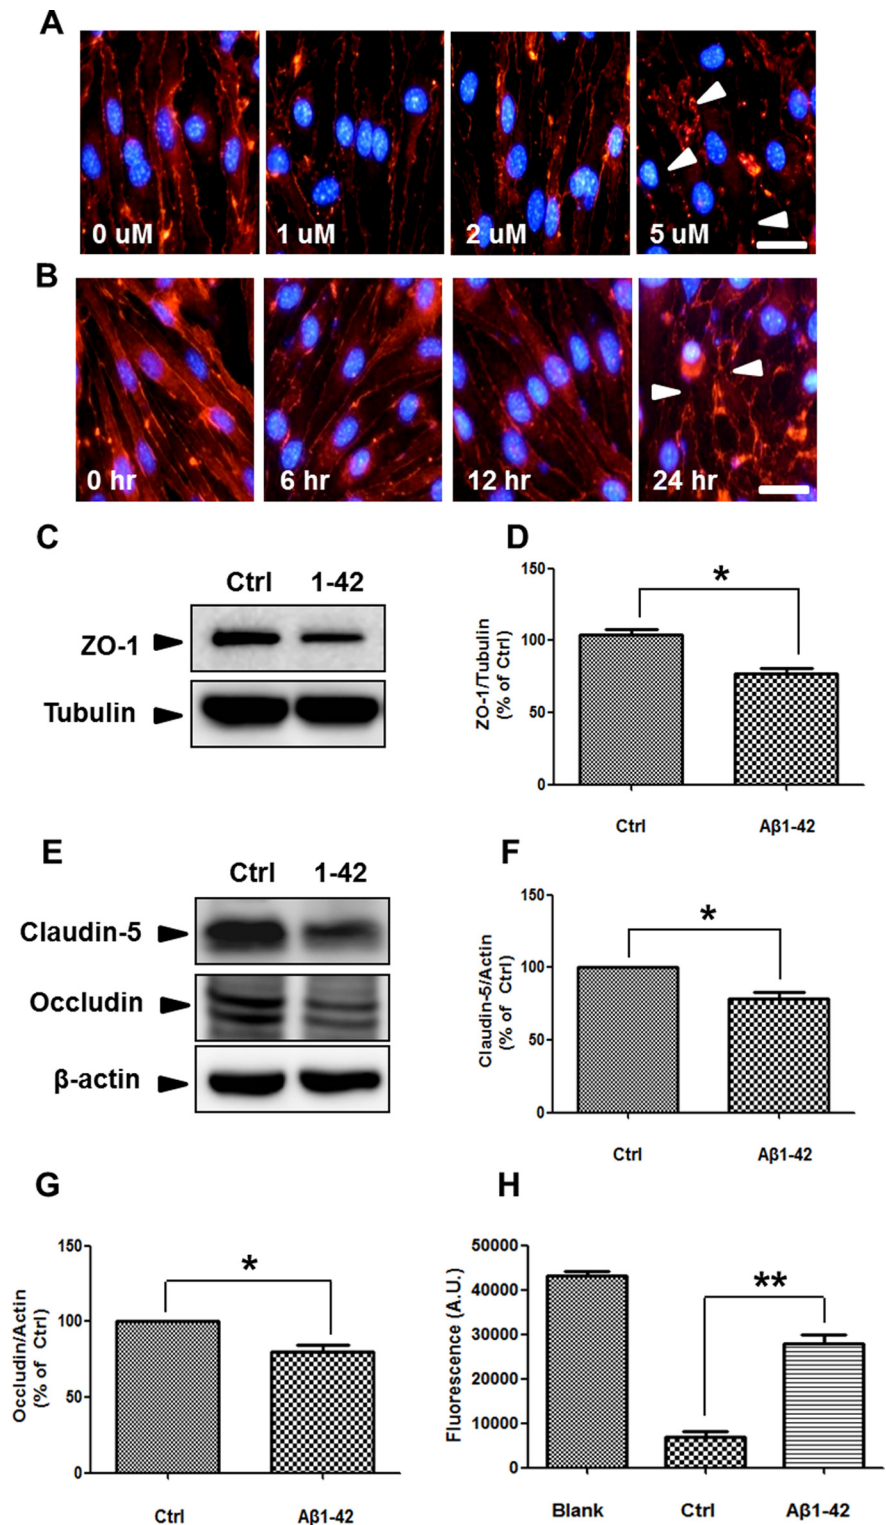 A
0 uM 1 uM 2 uM 5 uM
B
0 hr 6 hr 12 hr 24 hr
C
Ctrl 1-42
ZO-1
Tubulin
D
150
100
50
0
ZO-1/Tubulin
(% of Ctrl)
*
Ctrl Aβ1-42
E
Ctrl 1-42
Claudin-5
Occludin
β-actin
F
150
100
50
0
Claudin-5/Actin
(% of Ctrl)
*
Ctrl Aβ1-42
G
150
100
50
0
Occludin/Actin
(% of Ctrl)
*
Ctrl Aβ1-42
H
50000
40000
30000
20000
10000
0
Fluorescence (A.U.)
**
Blank Ctrl Aβ1-42